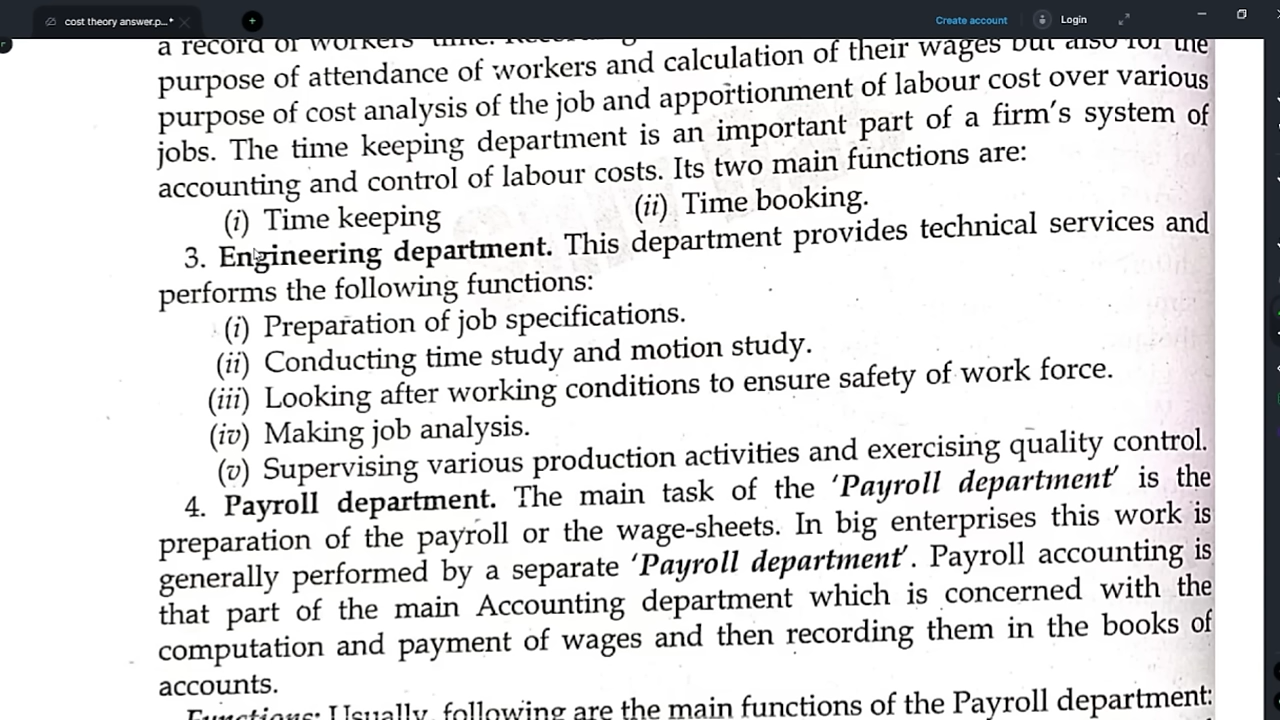 cost theory answer.p...*
Create account
Login
a record of workers' time.
purpose of attendance of workers and calculation of their wages but also for the
purpose of cost analysis of the job and apportionment of labour cost over various
jobs. The time keeping department is an important part of a firm's system of
accounting and control of labour costs. Its two main functions are:
(i) Time keeping (ii) Time booking.
3. Engineering department. This department provides technical services and
performs the following functions:
(i) Preparation of job specifications.
(ii) Conducting time study and motion study.
(iii) Looking after working conditions to ensure safety of work force.
(iv) Making job analysis.
(v) Supervising various production activities and exercising quality control.
4. Payroll department. The main task of the 'Payroll department' is the
preparation of the payroll or the wage-sheets. In big enterprises this work is
generally performed by a separate 'Payroll department'. Payroll accounting is
that part of the main Accounting department which is concerned with the
computation and payment of wages and then recording them in the books of
accounts.
Functions: Usually, following are the main functions of the Payroll department: